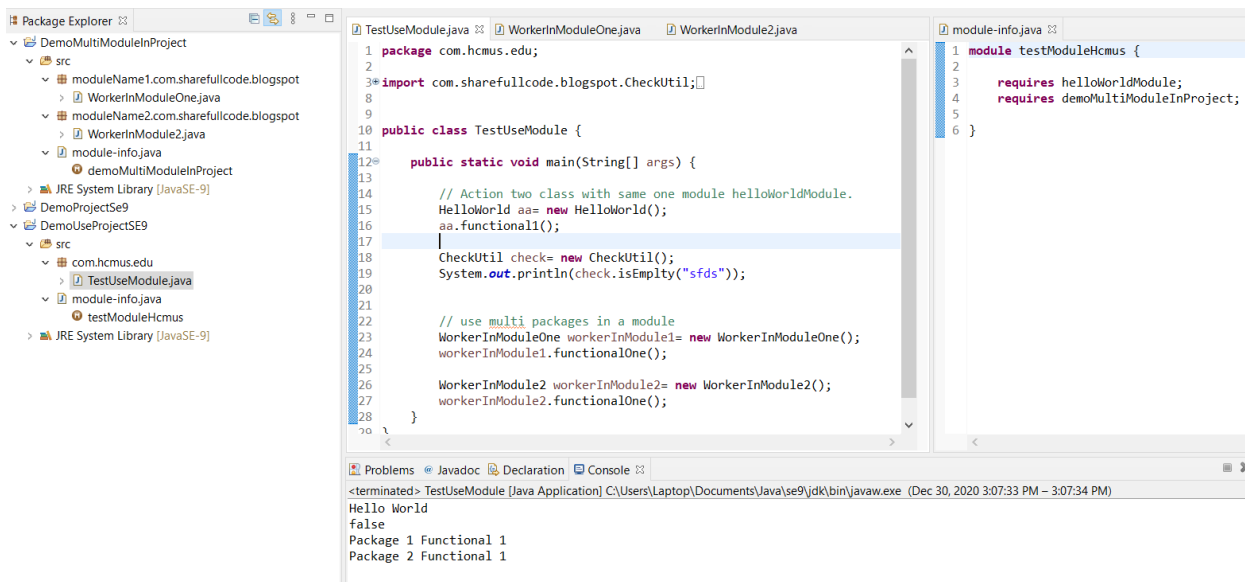 Package Explorer
DemoMultiModuleInProject
src
moduleName1.com.sharefullcode.blogspot
WorkerInModuleOne.java
moduleName2.com.sharefullcode.blogspot
WorkerInModule2.java
module-info.java
demoMultiModuleInProject
JRE System Library [JavaSE-9]
DemoProjectSe9
DemoUseProjectSE9
src
com.hcmus.edu
TestUseModule.java
module-info.java
testModuleHcmus
JRE System Library [JavaSE-9]
TestUseModule.java WorkerInModuleOne.java WorkerInModule2.java
1 package com.hcmus.edu;
2
3 import com.sharefullcode.blogspot.CheckUtil;
8
9
10 public class TestUseModule {
11
12 public static void main(String[] args) {
13
14 // Action two class with same one module helloWorldModule.
15 HelloWorld aa= new HelloWorld();
16 aa.functional1();
17
18 CheckUtil check= new CheckUtil();
19 System.out.println(check.isEmplty("sfds"));
20
21
22 // use multi packages in a module
23 WorkerInModuleOne workerInModule1= new WorkerInModuleOne();
24 workerInModule1.functionalOne();
25
26 WorkerInModule2 workerInModule2= new WorkerInModule2();
27 workerInModule2.functionalOne();
28 }
29 }
module-info.java
1 module testModuleHcmus {
2
3 requires helloWorldModule;
4 requires demoMultiModuleInProject;
5
6 }
Problems Javadoc Declaration Console
<terminated> TestUseModule [Java Application] C:\Users\Laptop\Documents\Java\se9\jdk\bin\javaw.exe (Dec 30, 2020 3:07:33 PM – 3:07:34 PM)
Hello World
false
Package 1 Functional 1
Package 2 Functional 1